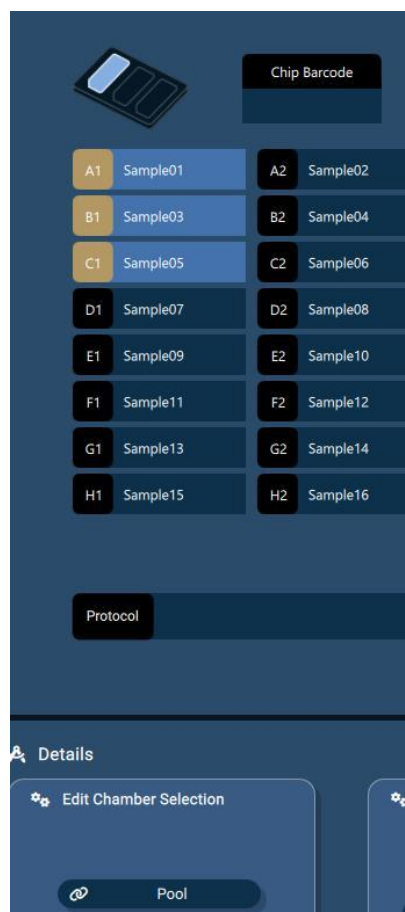 Chip Barcode
A1 Sample01 A2 Sample02
B1 Sample03 B2 Sample04
C1 Sample05 C2 Sample06
D1 Sample07 D2 Sample08
E1 Sample09 E2 Sample10
F1 Sample11 F2 Sample12
G1 Sample13 G2 Sample14
H1 Sample15 H2 Sample16
Protocol
Details
Edit Chamber Selection
Pool